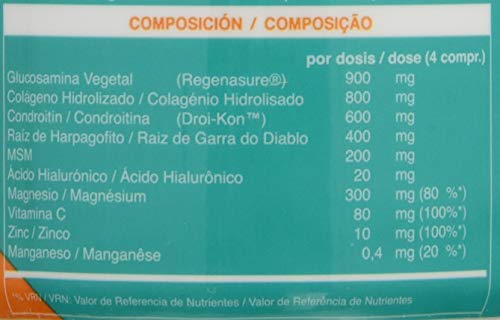 COMPOSICIÓN / COMPOSIÇÃO
por dosis / dose (4 compr.)
Glucosamina Vegetal (Regenasure®) 900 mg
Colágeno Hidrolizado / Colagénio Hidrolisado 800 mg
Condroitin / Condroitina (Droi-Kon™) 600 mg
Raíz de Harpagofito / Raiz de Garra do Diablo 400 mg
MSM 200 mg
Ácido Hialurónico / Ácido Hialurônico 20 mg
Magnesio / Magnésium 300 mg (80 %*)
Vitamina C 80 mg (100%*)
Zinc / Zinco 10 mg (100%*)
Manganeso / Manganêse 0,4 mg (20 %*)
*% VRN / VRN: Valor de Referencia de Nutrientes / Valor de Referência de Nutrientes